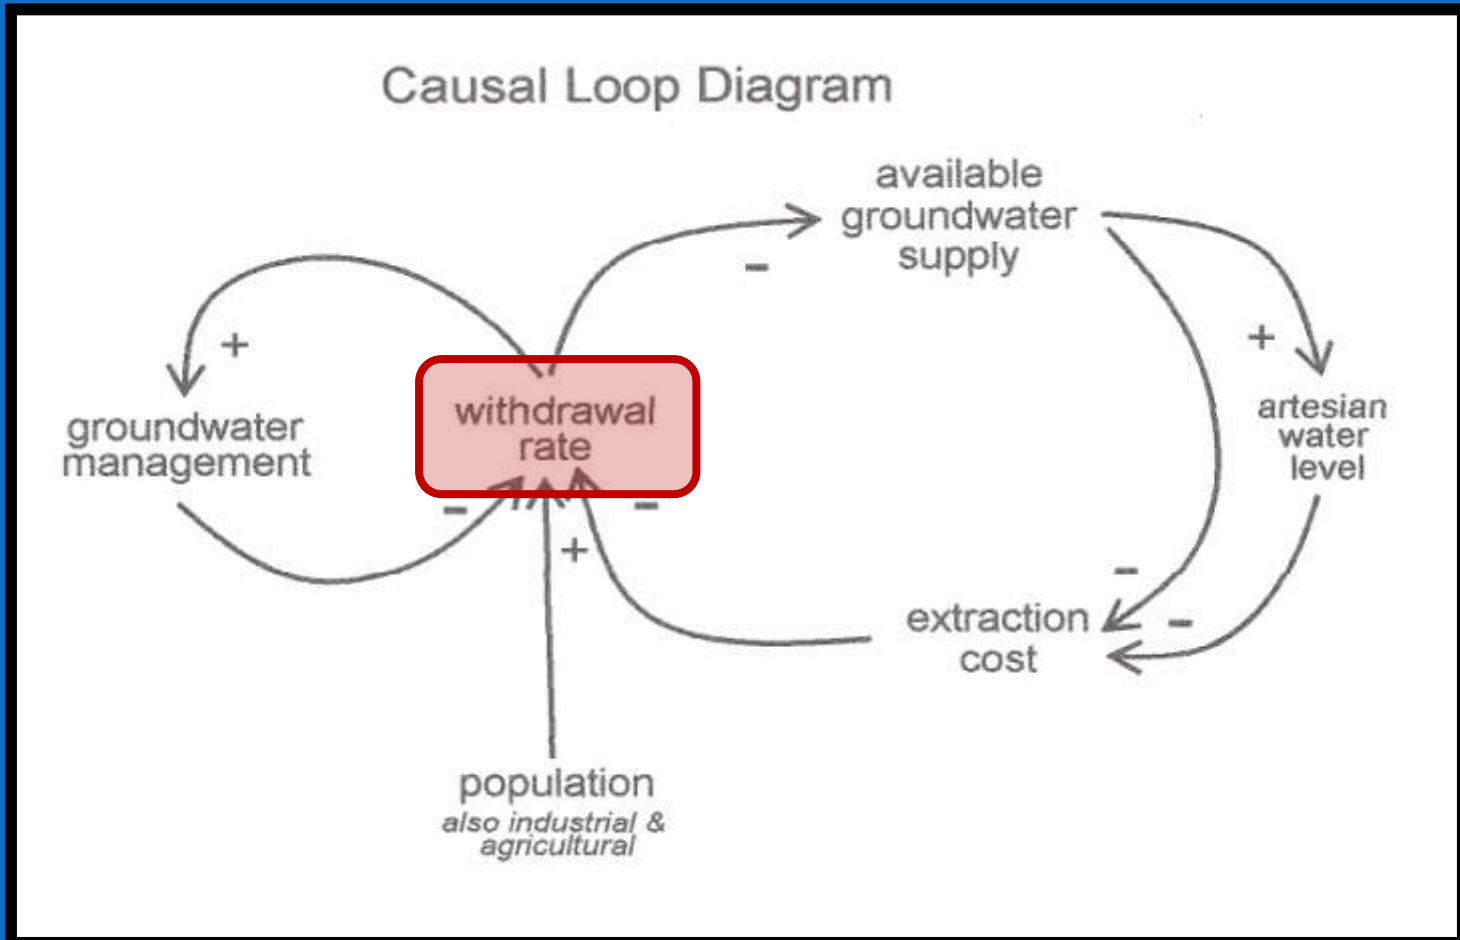 Causal Loop Diagram
available
groundwater
supply
-
+
+
groundwater
management
withdrawal
rate
artesian
water
level
-
-
+
-
-
extraction
cost
population
also industrial &
agricultural